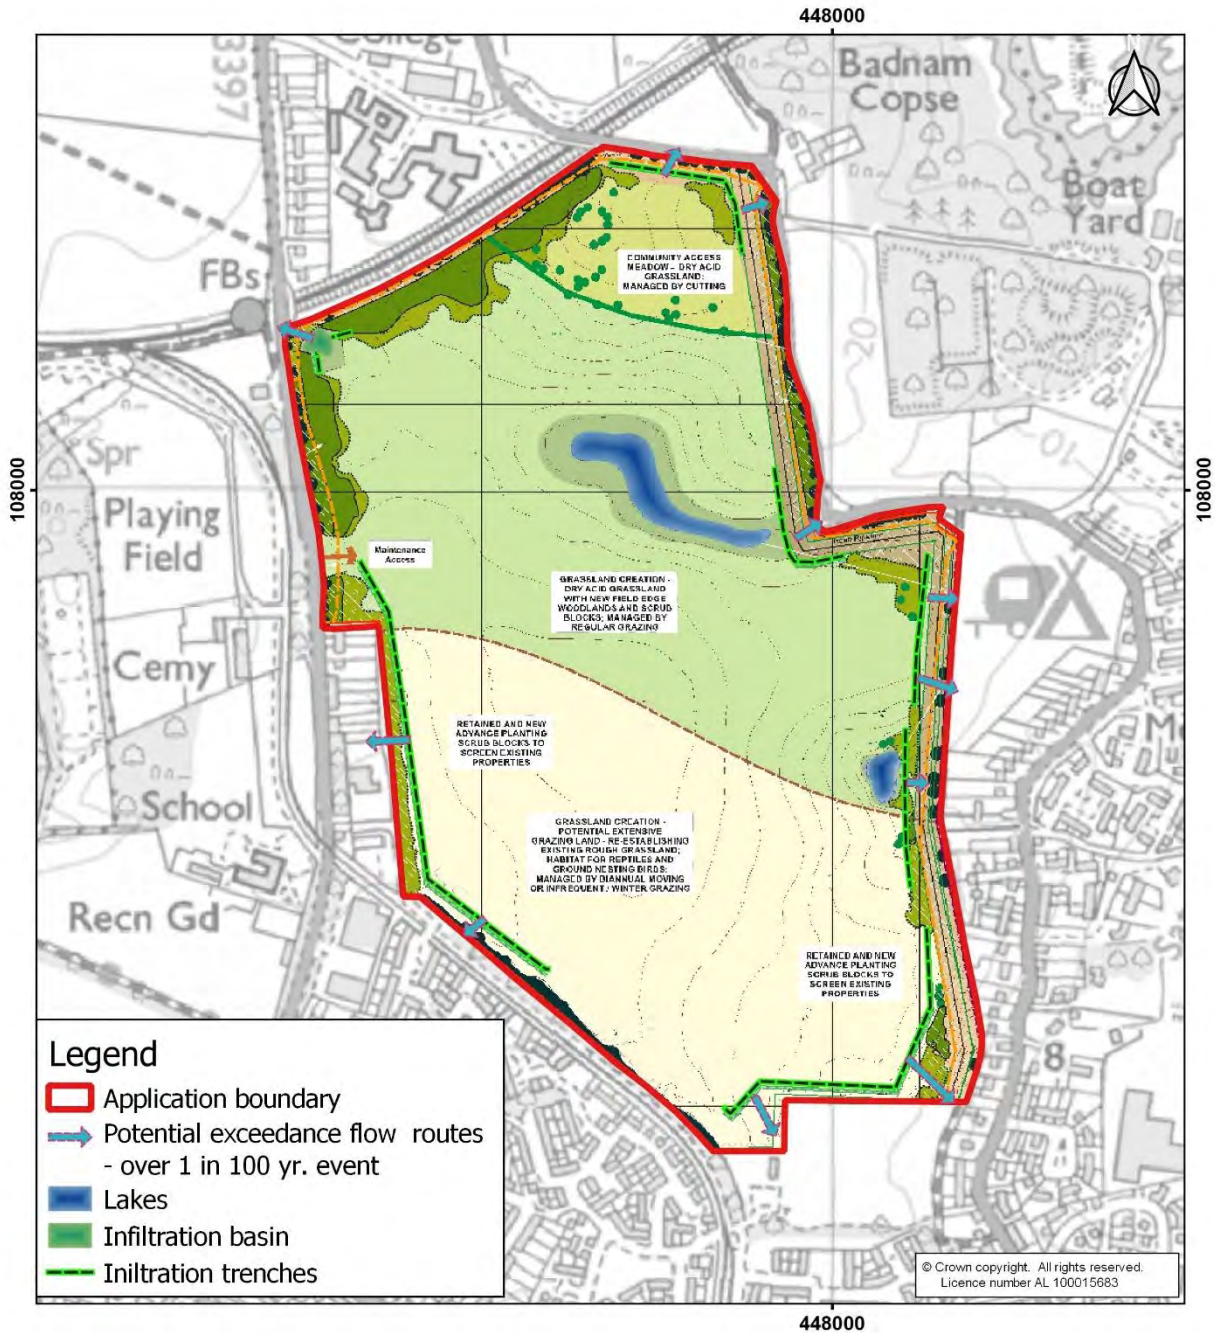 448000
College
3397
Badnam
Copse
N
Boat
Yard
FBs
COMMUNITY ACCESS
MEADOW - DRY ACID
GRASSLAND;
MANAGED BY CUTTING
20
10
Spr
108000
108000
Playing
Field
Maintenance
Access
GRASSLAND CREATION -
DRY ACID GRASSLAND
WITH NEW FIELD EDGE
WOODLANDS AND SCRUB
BLOCKS; MANAGED BY
REGULAR GRAZING
Cemy
RETAINED AND NEW
ADVANCE PLANTING
SCRUB BLOCKS TO
SCREEN EXISTING
PROPERTIES
School
GRASSLAND CREATION -
POTENTIAL EXTENSIVE
GRAZING LAND - RE-ESTABLISHING
EXISTING ROUGH GRASSLAND;
HABITAT FOR REPTILES AND
GROUND NESTING BIRDS;
MANAGED BY BIANNUAL MOVING
OR INFREQUENT / WINTER GRAZING
Recn Gd
RETAINED AND NEW
ADVANCE PLANTING
SCRUB BLOCKS TO
SCREEN EXISTING
PROPERTIES
8
Legend
Application boundary
Potential exceedance flow routes
- over 1 in 100 yr. event
Lakes
Infiltration basin
Iniltration trenches
© Crown copyright. All rights reserved.
Licence number AL 100015683
448000